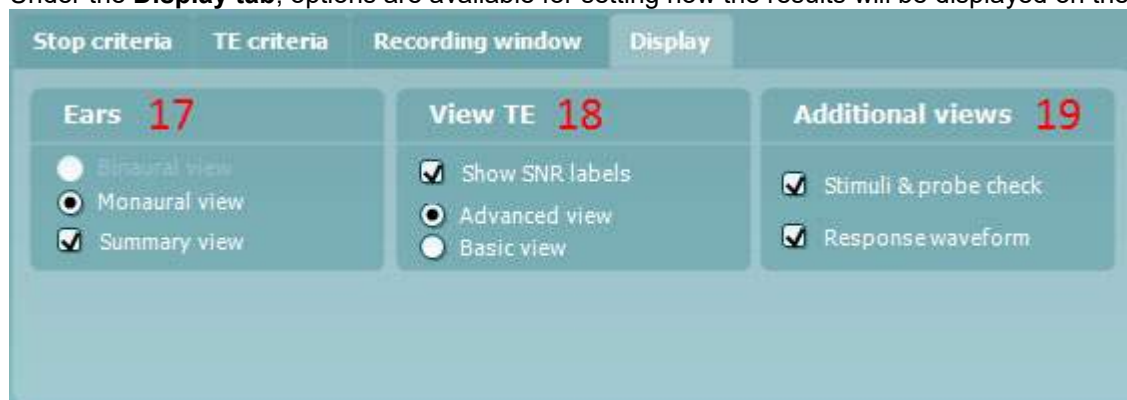 Under the Display tab, options are available for setting how the results will be displayed on the
Stop criteria TE criteria Recording window Display
Ears 17 View TE 18 Additional views 19
Binaural view
Monaural view
Summary view
Show SNR labels
Advanced view
Basic view
Stimuli & probe check
Response waveform